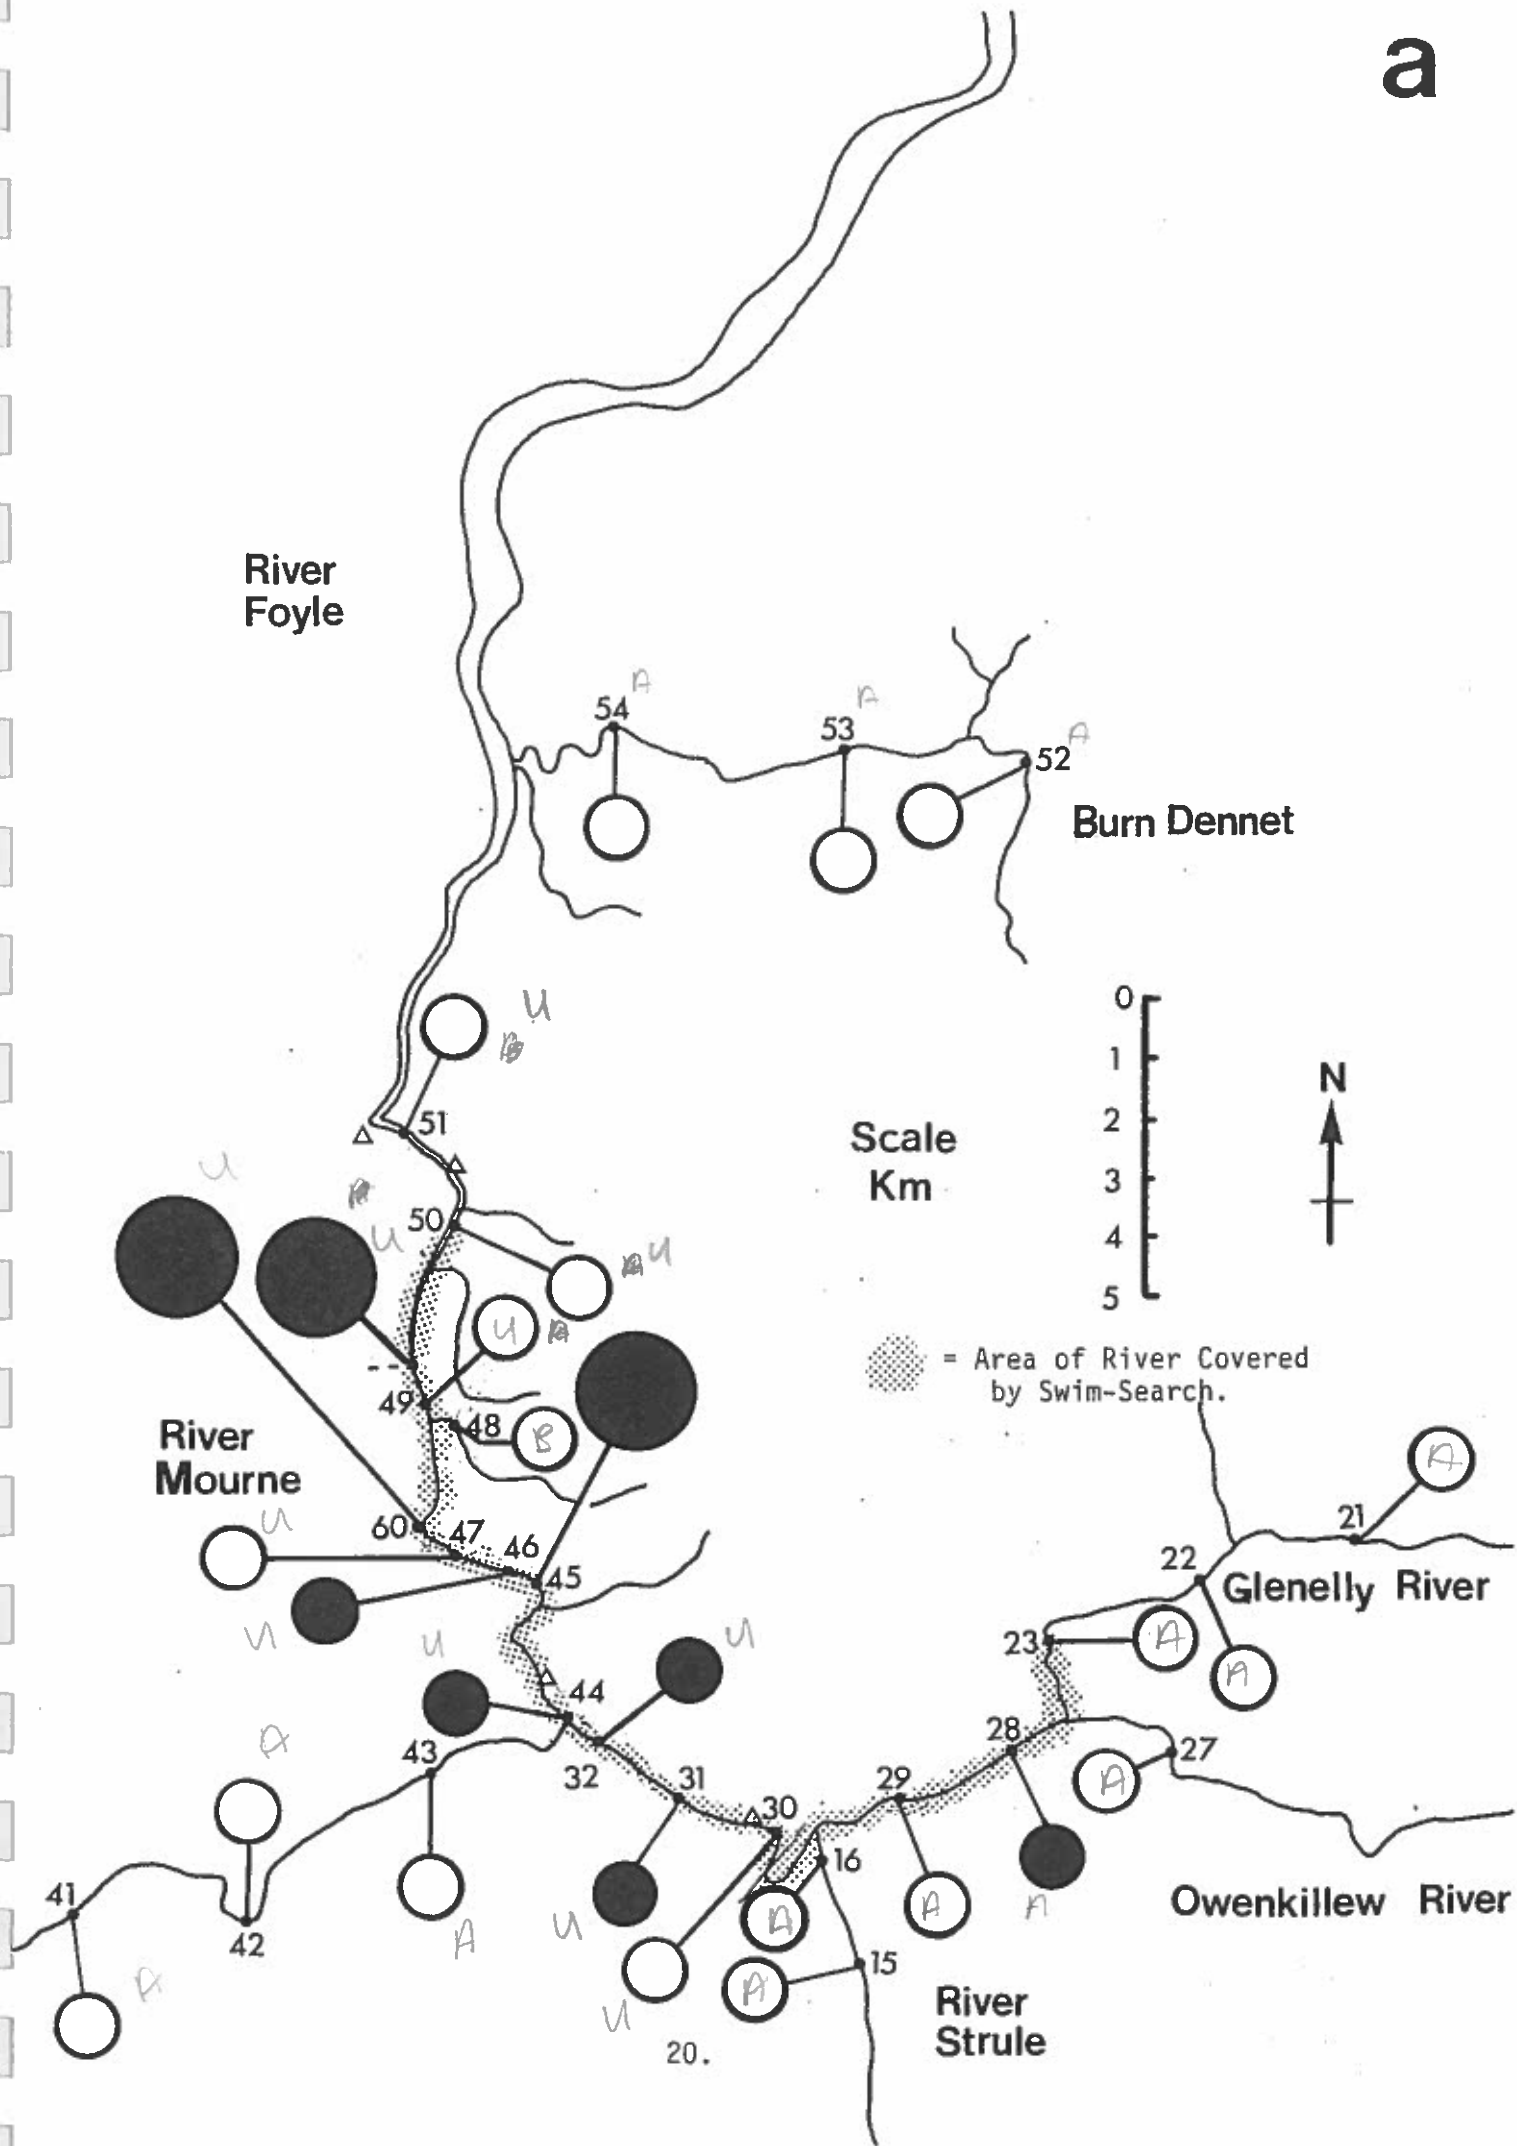 a
River
Foyle
A
54
A
53
A
52
Burn Dennet
U
51
0
1
2
3
4
5
Scale
Km
N
U
50
U
U
U
49
48
B
= Area of River Covered
by Swim-Search.
River
Mourne
U
60
47
46
45
U
A
21
22
Glenelly River
A
23
A
U
44
U
32
31
U
30
U
A
43
A
42
41
A
29
A
28
A
27
A
16
A
15
A
Owenkillew River
River
Strule
20.